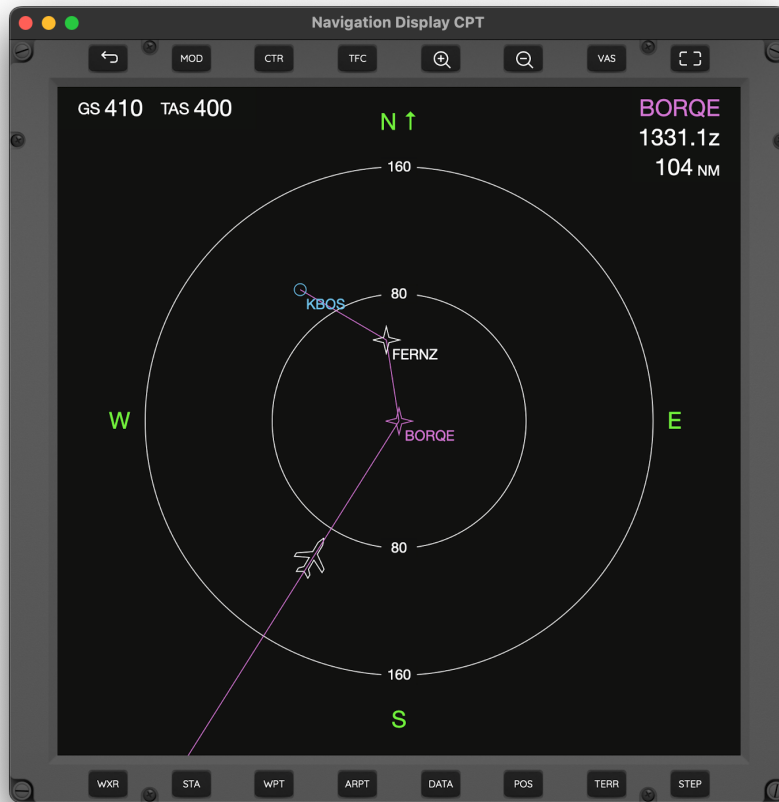 Navigation Display CPT
MOD CTR TFC VAS
GS 410 TAS 400
BORQE
1331.1z
104 NM
N ↑
160
KBOS
80
FERNZ
W
E
BORQE
80
160
S
WXR STA WPT ARPT DATA POS TERR STEP